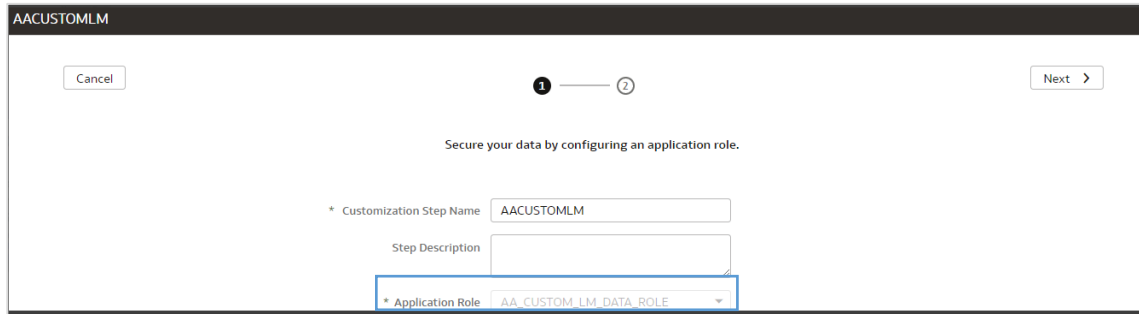 AACUSTOMLM
Cancel
1
2
Next
Secure your data by configuring an application role.
* Customization Step Name AACUSTOMLM
Step Description
* Application Role AA_CUSTOM_LM_DATA_ROLE